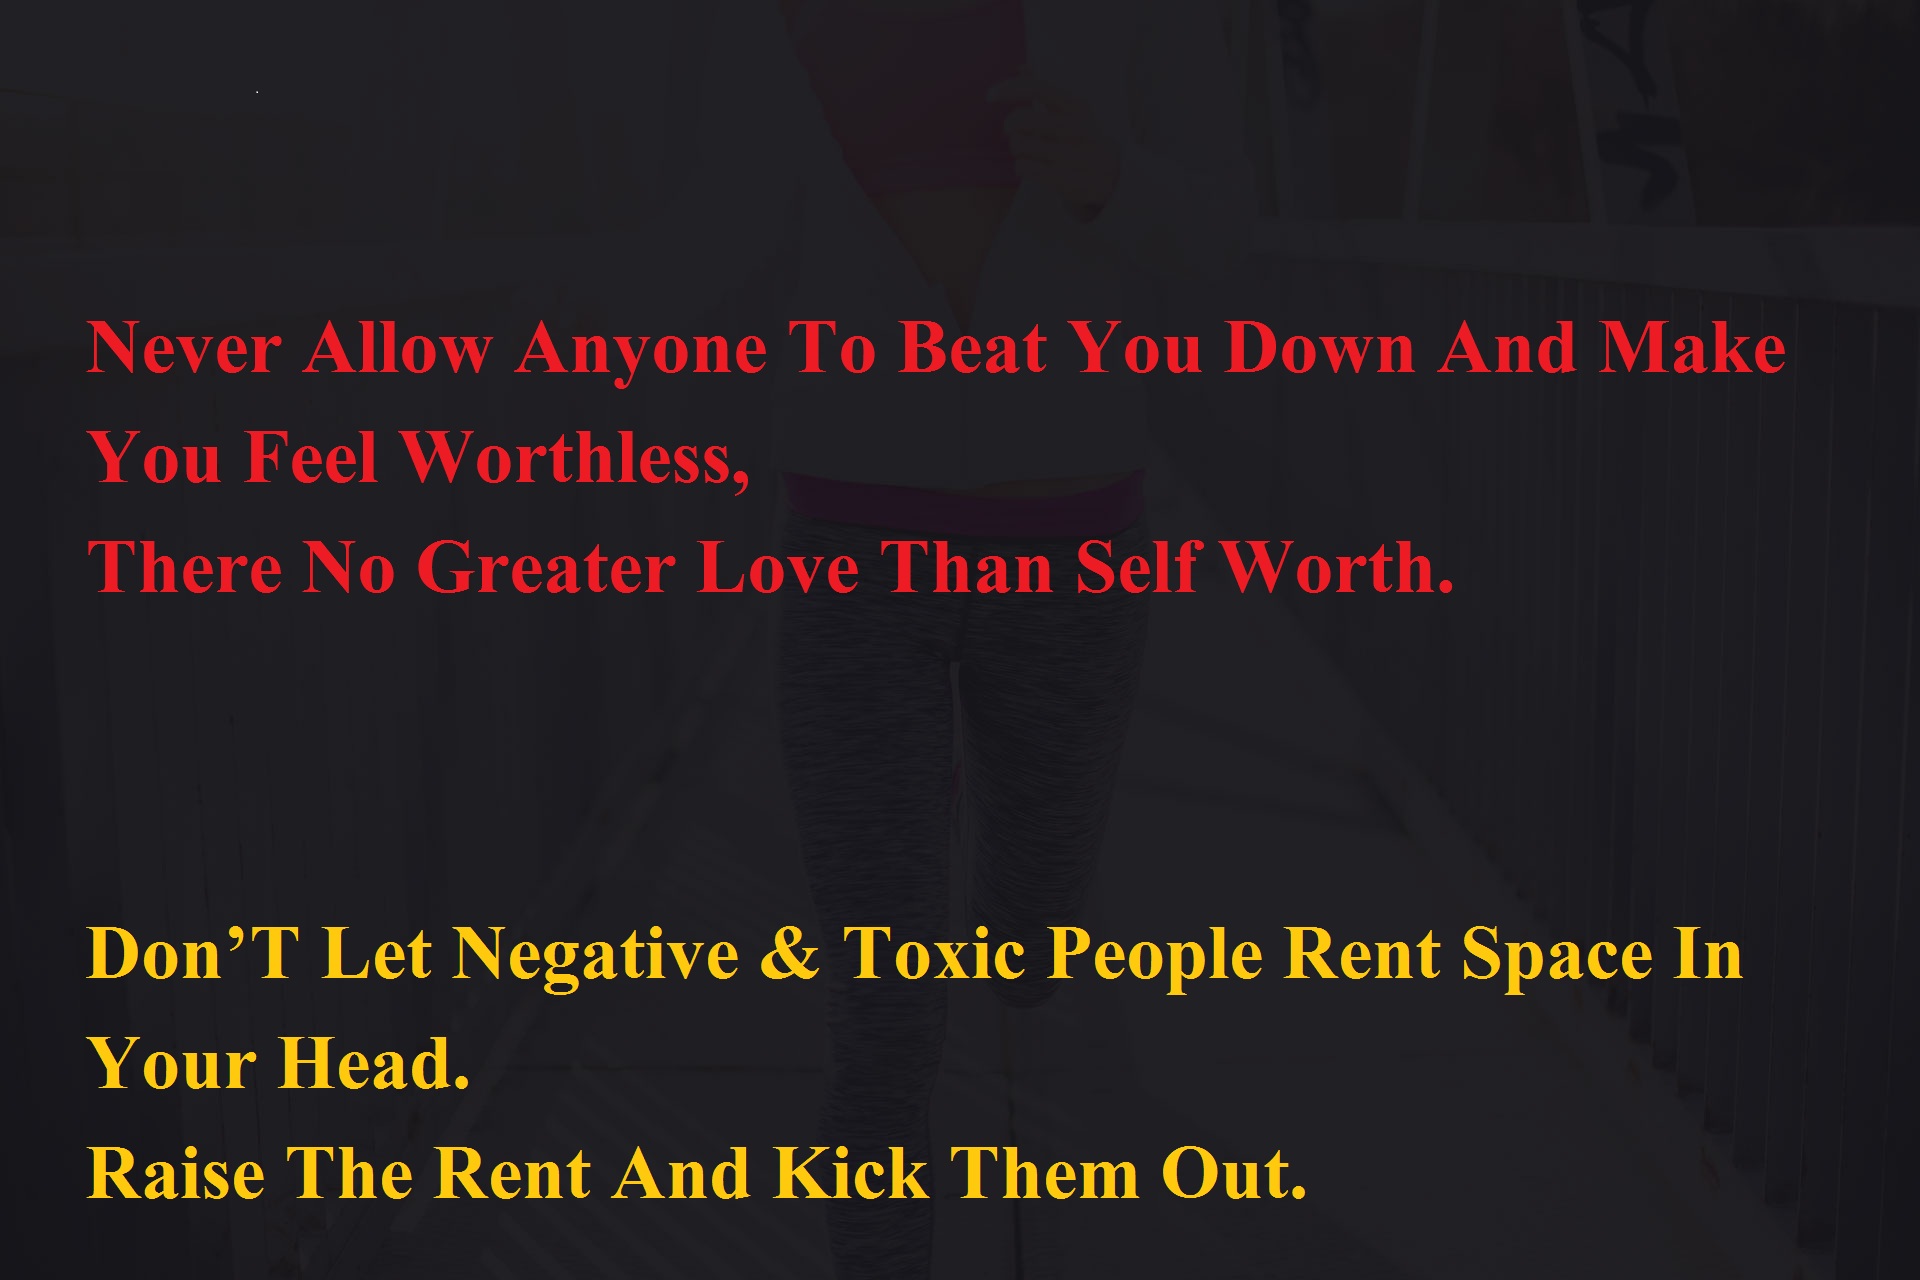 Never Allow Anyone To Beat You Down And Make
You Feel Worthless,
There No Greater Love Than Self Worth.
Don’T Let Negative & Toxic People Rent Space In
Your Head.
Raise The Rent And Kick Them Out.